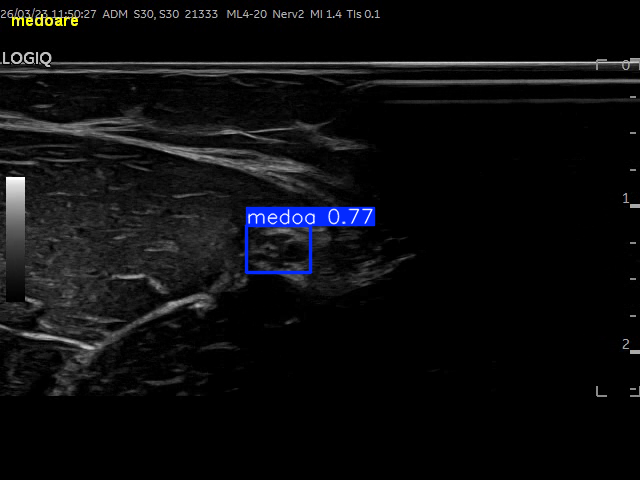 26/03/23 11:50:27 ADM S30, S30 21333 ML4-20 Nerv2 MI 1.4 TIs 0.1
medoare
LOGIQ
0
1
medoa 0.77
2